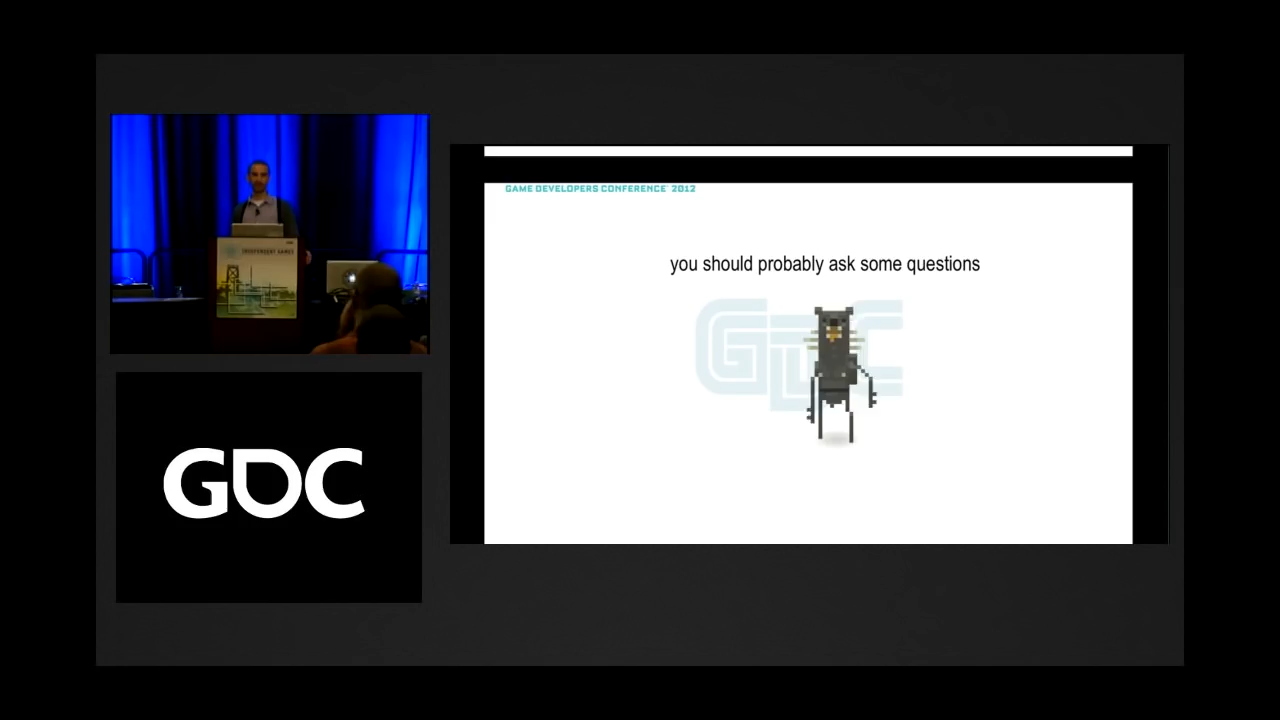 GAME DEVELOPERS CONFERENCE 2012
you should probably ask some questions
GDC
INDEPENDENT GAMES
GDC